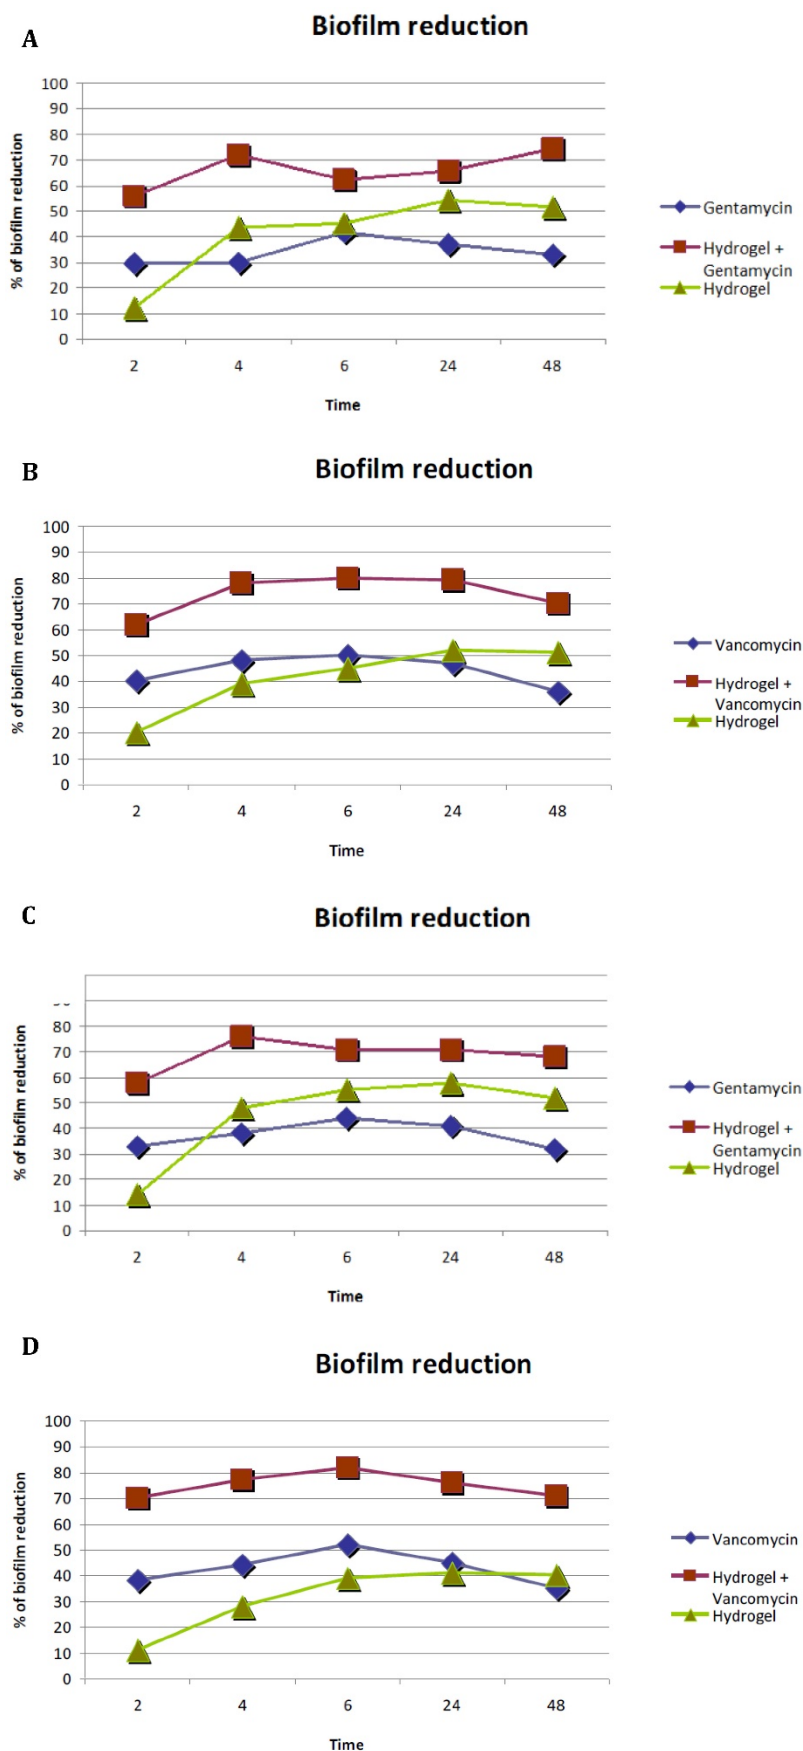 A
Biofilm reduction
% of biofilm reduction
100
90
80
70
60
50
40
30
20
10
0
2 4 6 24 48
Time
Gentamycin
Hydrogel +
Gentamycin
Hydrogel
B
Biofilm reduction
% of biofilm reduction
100
90
80
70
60
50
40
30
20
10
0
2 4 6 24 48
Time
Vancomycin
Hydrogel +
Vancomycin
Hydrogel
C
Biofilm reduction
% of biofilm reduction
80
70
60
50
40
30
20
10
0
2 4 6 24 48
Time
Gentamycin
Hydrogel +
Gentamycin
Hydrogel
D
Biofilm reduction
% of biofilm reduction
100
90
80
70
60
50
40
30
20
10
0
2 4 6 24 48
Time
Vancomycin
Hydrogel +
Vancomycin
Hydrogel